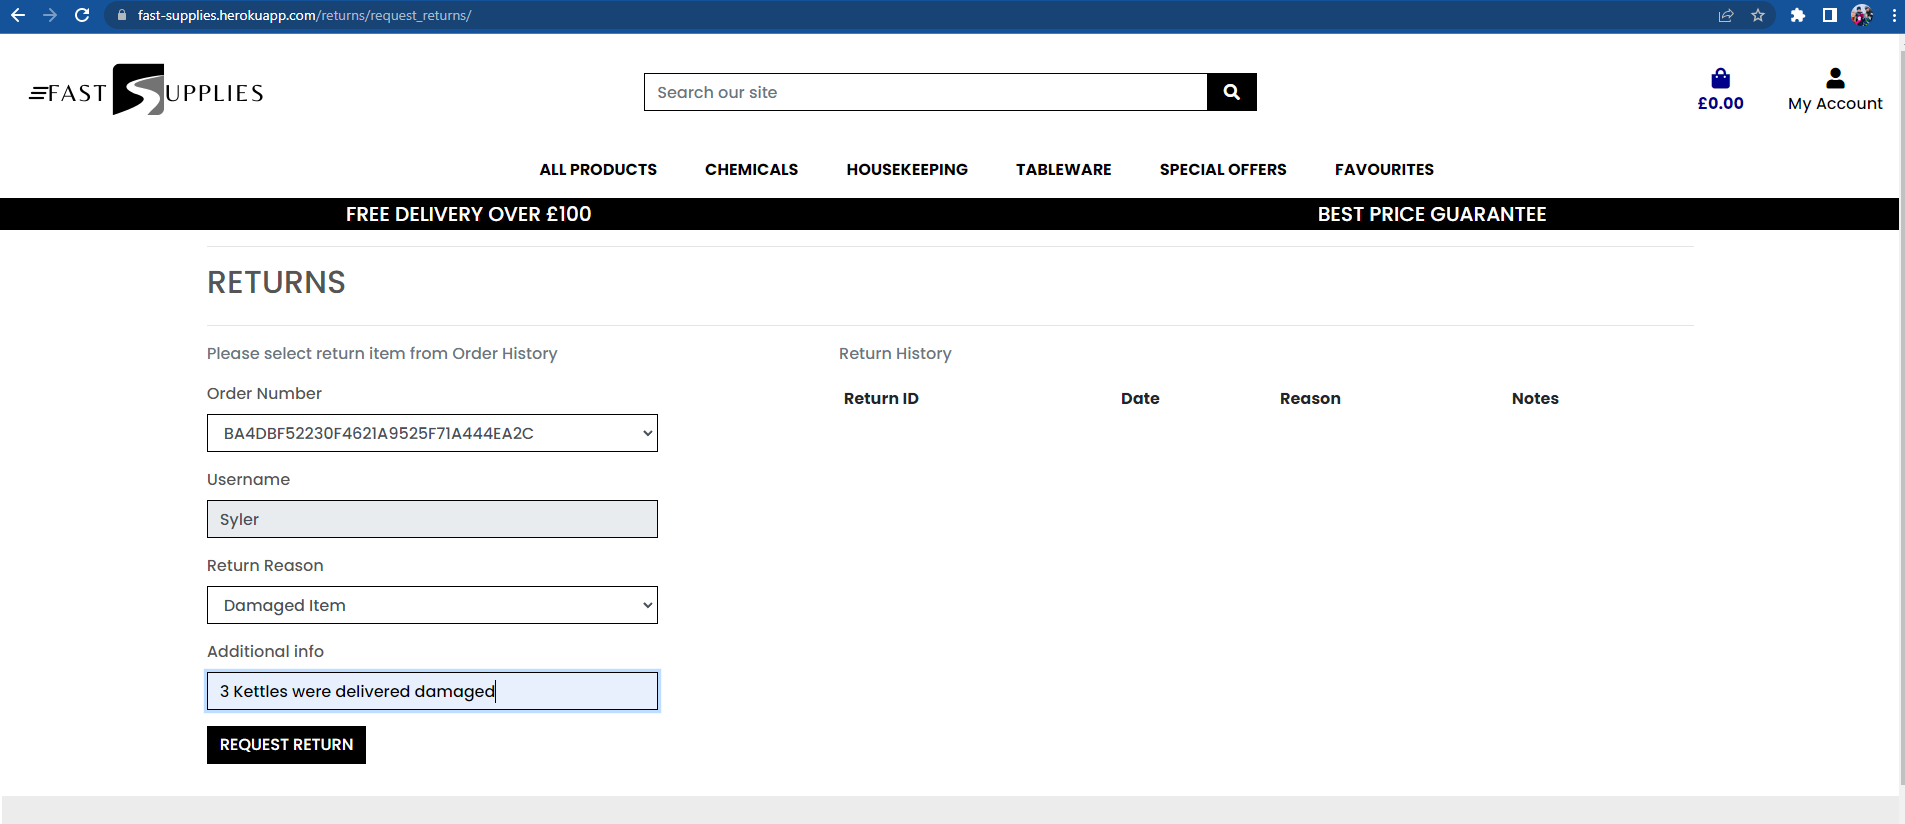 fast-supplies.herokuapp.com/returns/request_returns/
FAST SUPPLIES
Search our site
£0.00
My Account
ALL PRODUCTS CHEMICALS HOUSEKEEPING TABLEWARE SPECIAL OFFERS FAVOURITES
FREE DELIVERY OVER £100 BEST PRICE GUARANTEE
RETURNS
Please select return item from Order History
Order Number
BA4DBF52230F4621A9525F71A444EA2C
Username
Syler
Return Reason
Damaged Item
Additional info
3 Kettles were delivered damaged
REQUEST RETURN
Return History
Return ID Date Reason Notes